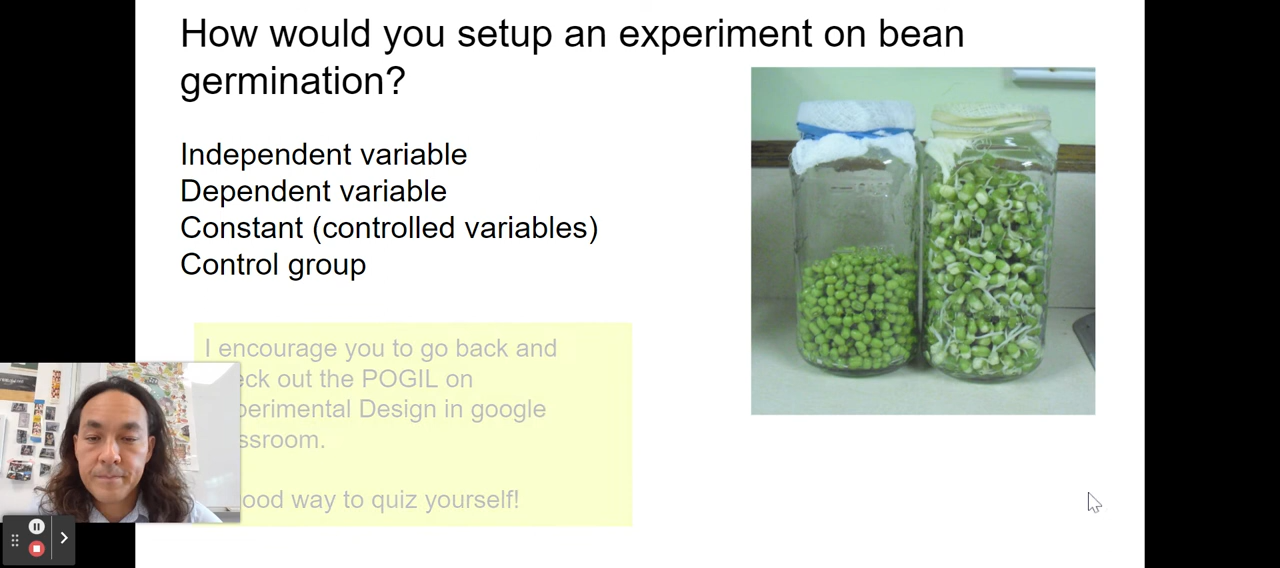 How would you setup an experiment on bean
germination?
Independent variable
Dependent variable
Constant (controlled variables)
Control group
I encourage you to go back and
eck out the POGIL on
perimental Design in google
ssroom.
ood way to quiz yourself!